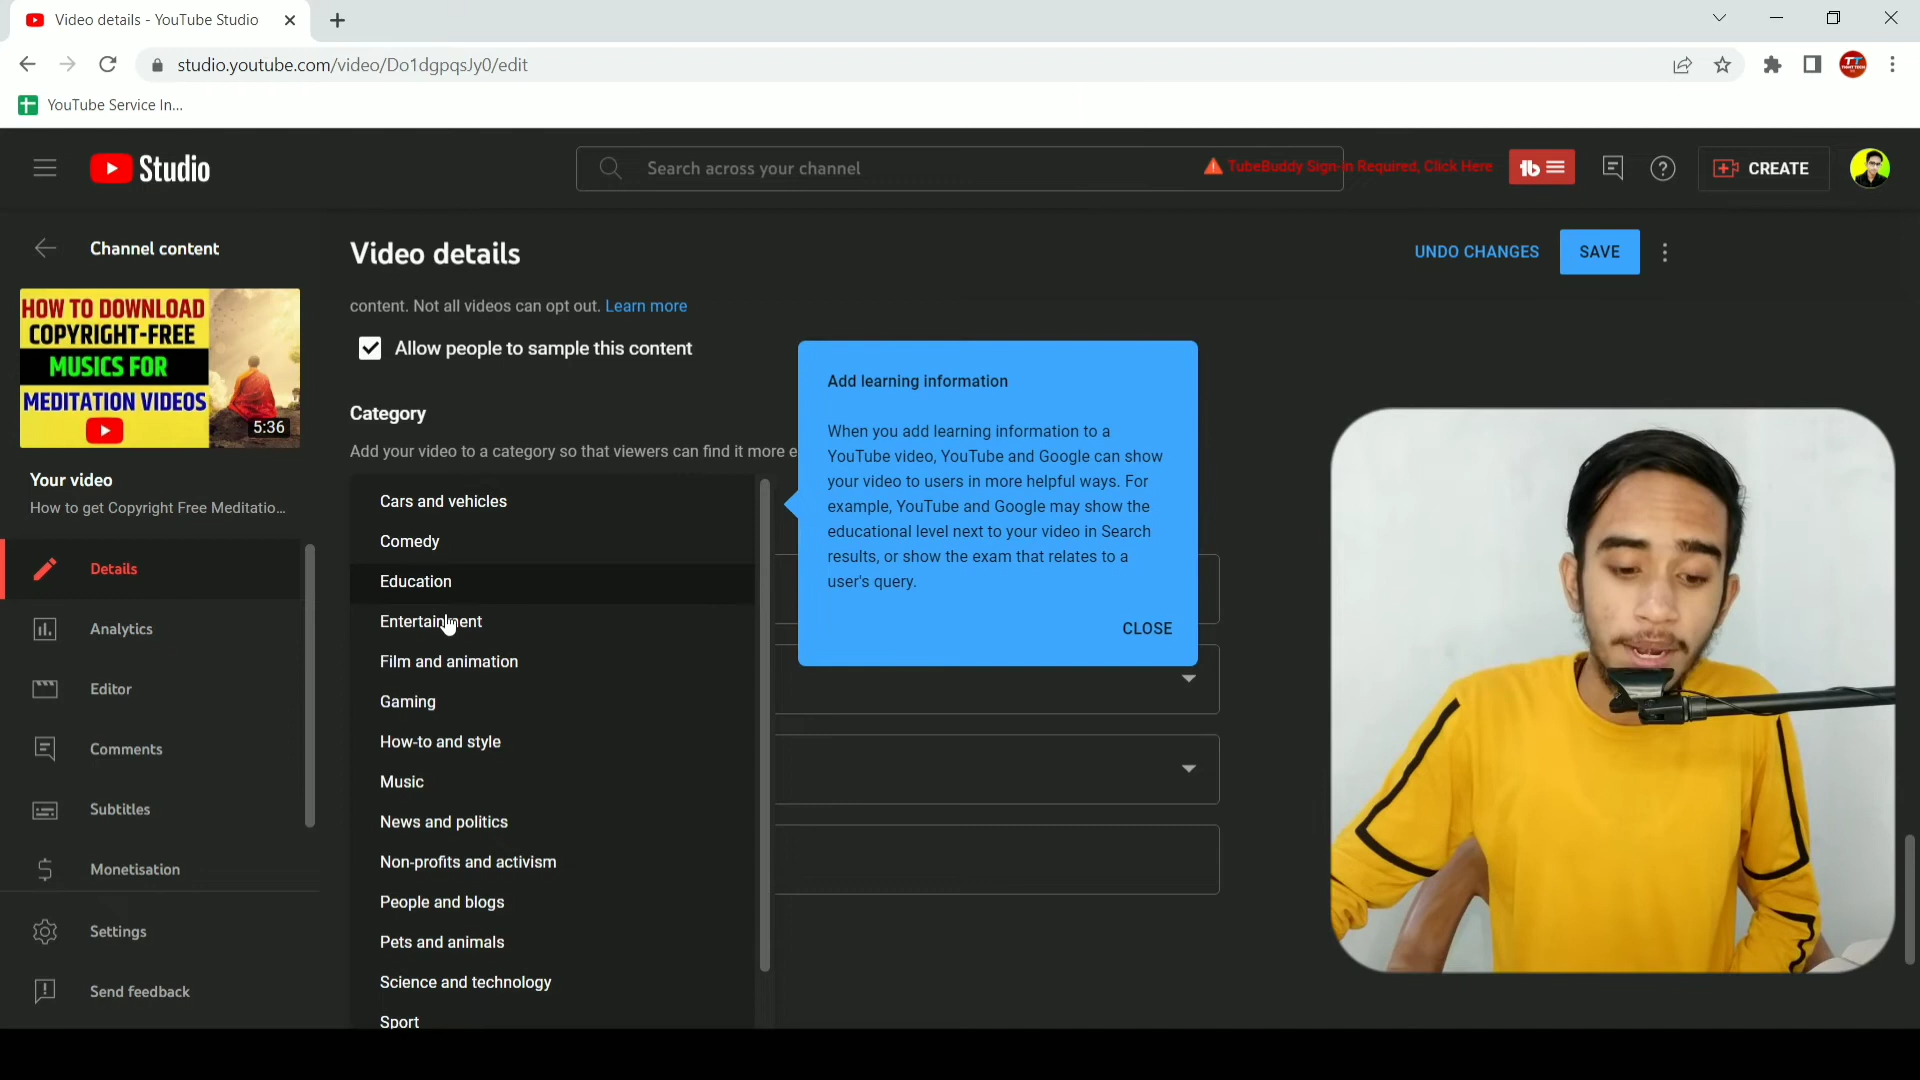 Video details - YouTube Studio
studio.youtube.com/video/Do1dgpqsJy0/edit
YouTube Service In...
Studio
Search across your channel
TubeBuddy Sign-in Required, Click Here
tb
CREATE
Channel content
HOW TO DOWNLOAD
COPYRIGHT-FREE
MUSICS FOR
MEDITATION VIDEOS
5:36
Your video
How to get Copyright Free Meditatio...
Details
Analytics
Editor
Comments
Subtitles
Monetisation
Settings
Send feedback
Video details
UNDO CHANGES
SAVE
content. Not all videos can opt out. Learn more
Allow people to sample this content
Category
Add your video to a category so that viewers can find it more e
Cars and vehicles
Comedy
Education
Entertainment
Film and animation
Gaming
How-to and style
Music
News and politics
Non-profits and activism
People and blogs
Pets and animals
Science and technology
Sport
Add learning information
When you add learning information to a
YouTube video, YouTube and Google can show
your video to users in more helpful ways. For
example, YouTube and Google may show the
educational level next to your video in Search
results, or show the exam that relates to a
user's query.
CLOSE